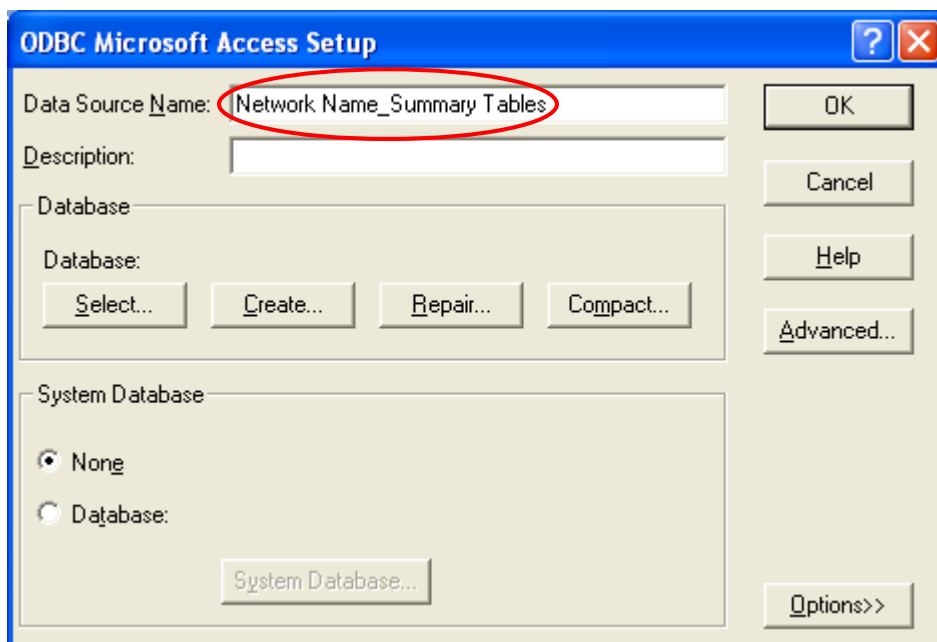 ODBC Microsoft Access Setup
Data Source Name: Network Name_Summary Tables
OK
Description:
Cancel
Database
Database:
Help
Select... Create... Repair... Compact...
Advanced...
System Database
None
Database:
System Database...
Options>>